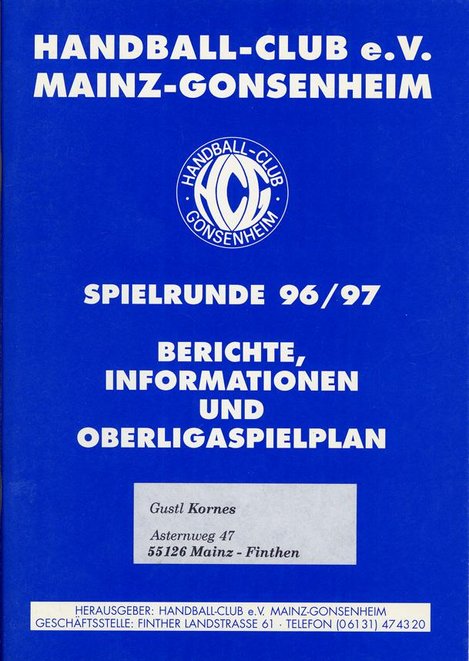 HANDBALL-CLUB e.V.
MAINZ-GONSENHEIM
· HANDBALL-CLUB ·
HCG
GONSENHEIM
SPIELRUNDE 96/97
BERICHTE,
INFORMATIONEN
UND
OBERLIGASPIELPLAN
Gustl Kornes
Asternweg 47
55126 Mainz - Finthen
HERAUSGEBER: HANDBALL-CLUB e.V. MAINZ-GONSENHEIM
GESCHÄFTSSTELLE: FINTHER LANDSTRASSE 61 · TELEFON (06131) 474320